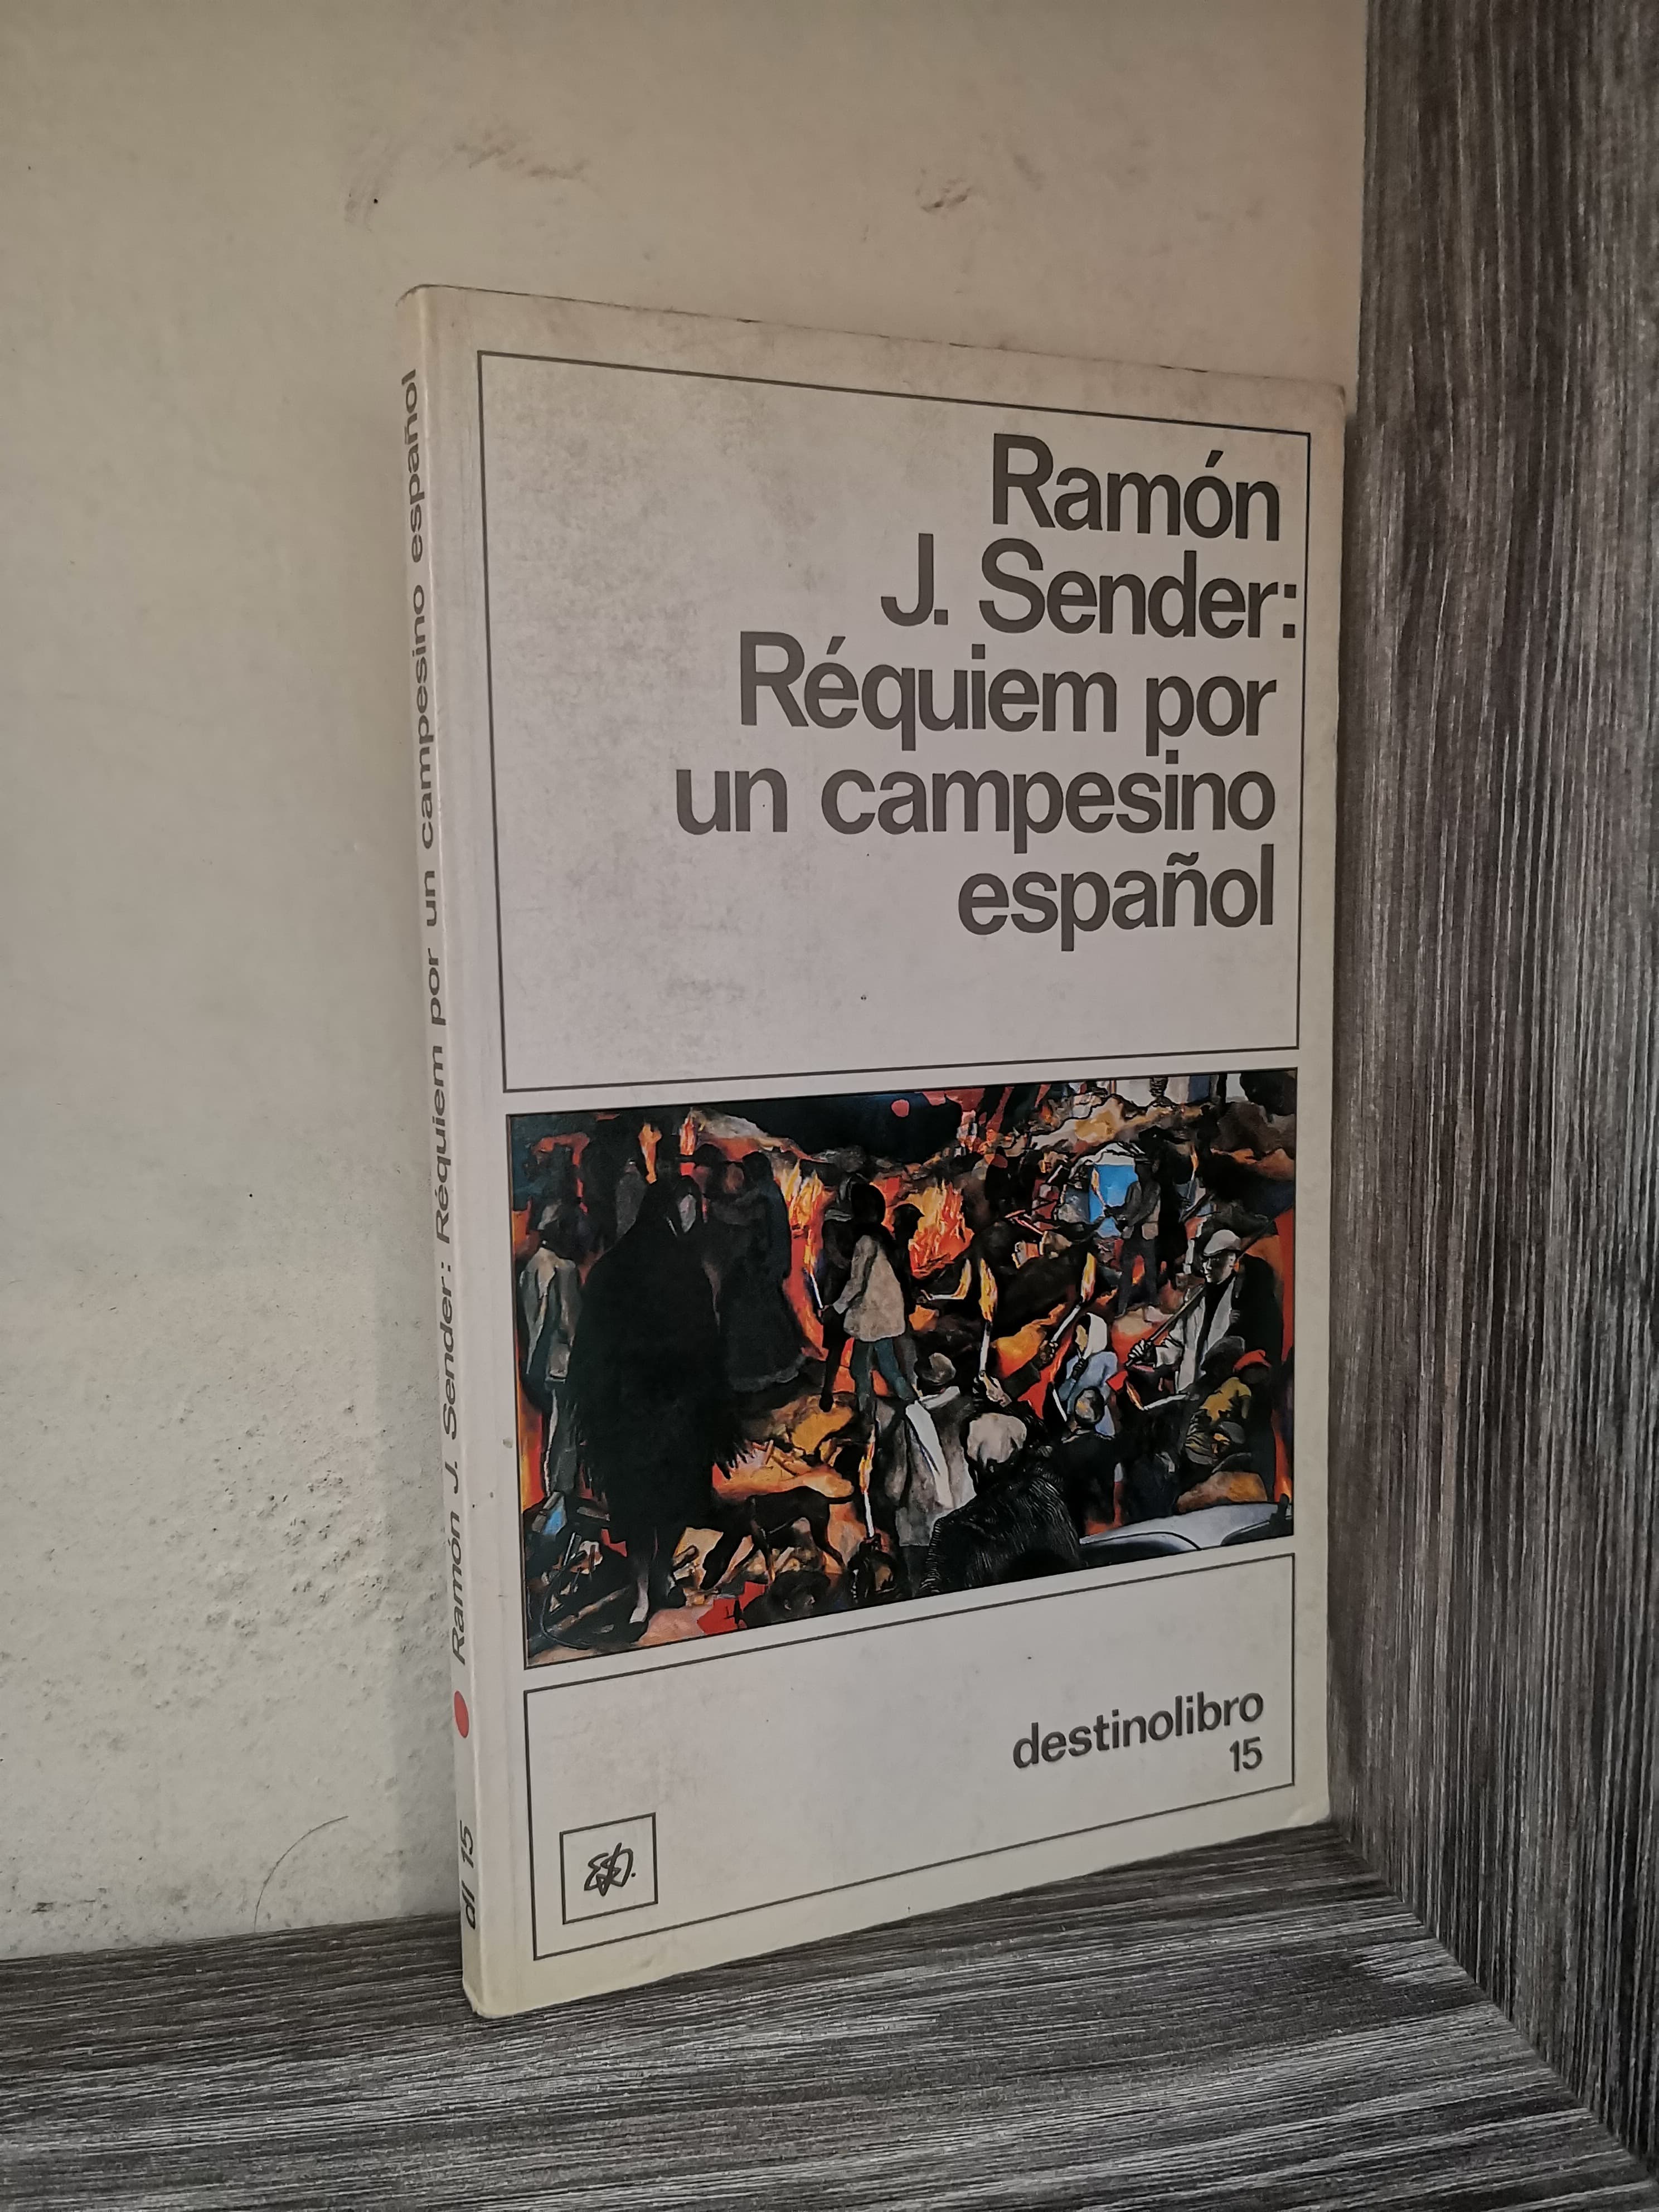 Ramón
J. Sender:
Réquiem por
un campesino
español
destinolibro
15
dl 15 Ramón J. Sender: Réquiem por un campesino español